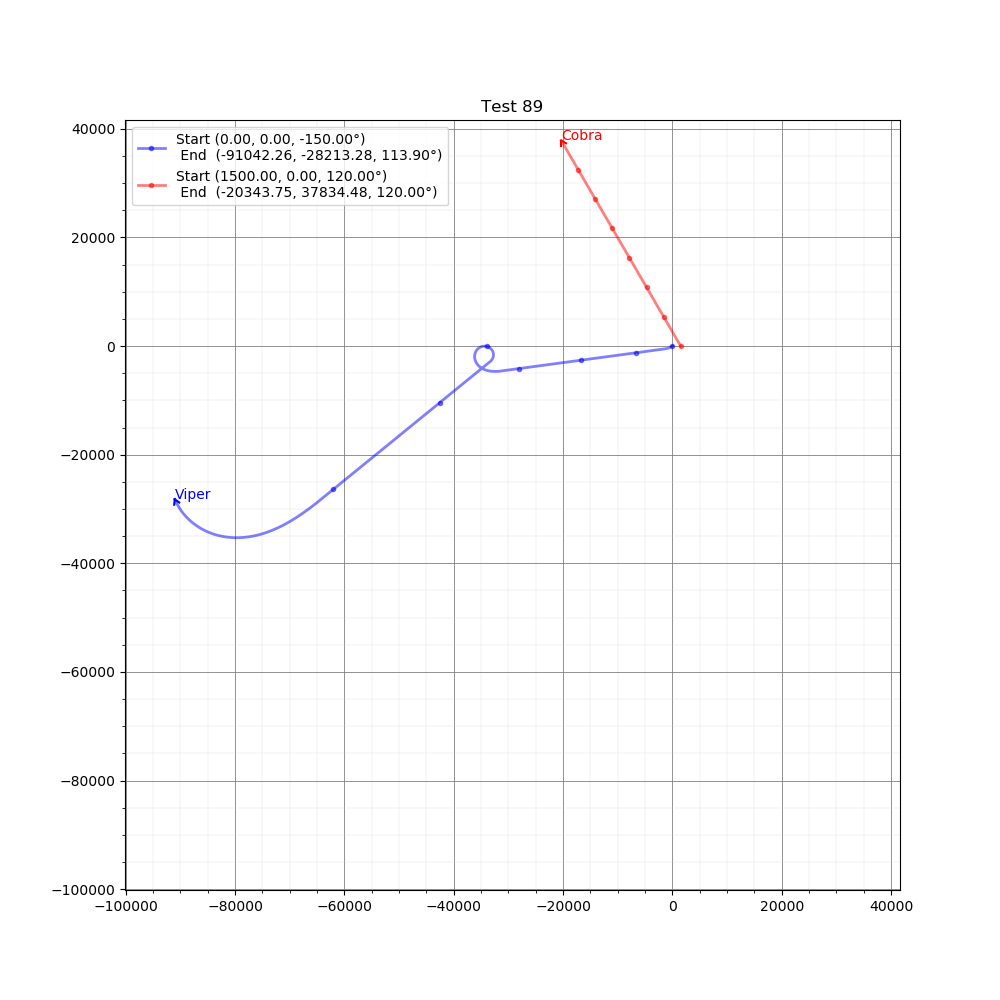 Test 89
Start (0.00, 0.00, -150.00°)
End (-91042.26, -28213.28, 113.90°)
Start (1500.00, 0.00, 120.00°)
End (-20343.75, 37834.48, 120.00°)
Cobra
Viper
40000
20000
0
−20000
−40000
−60000
−80000
−100000
−100000 −80000 −60000 −40000 −20000 0 20000 40000